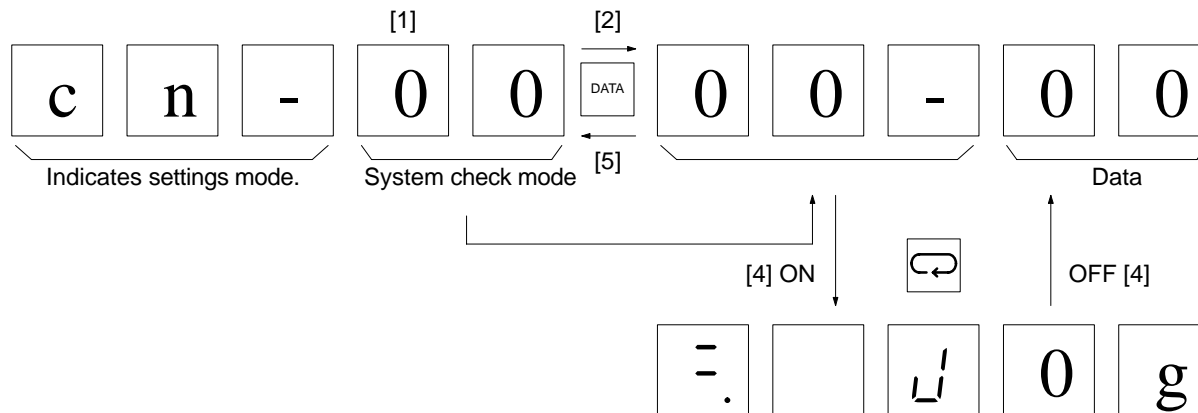 [1] [2]
c n - 0 0 DATA 0 0 - 0 0
[5]
Indicates settings mode. System check mode Data
[4] ON OFF [4]
=. J 0 g